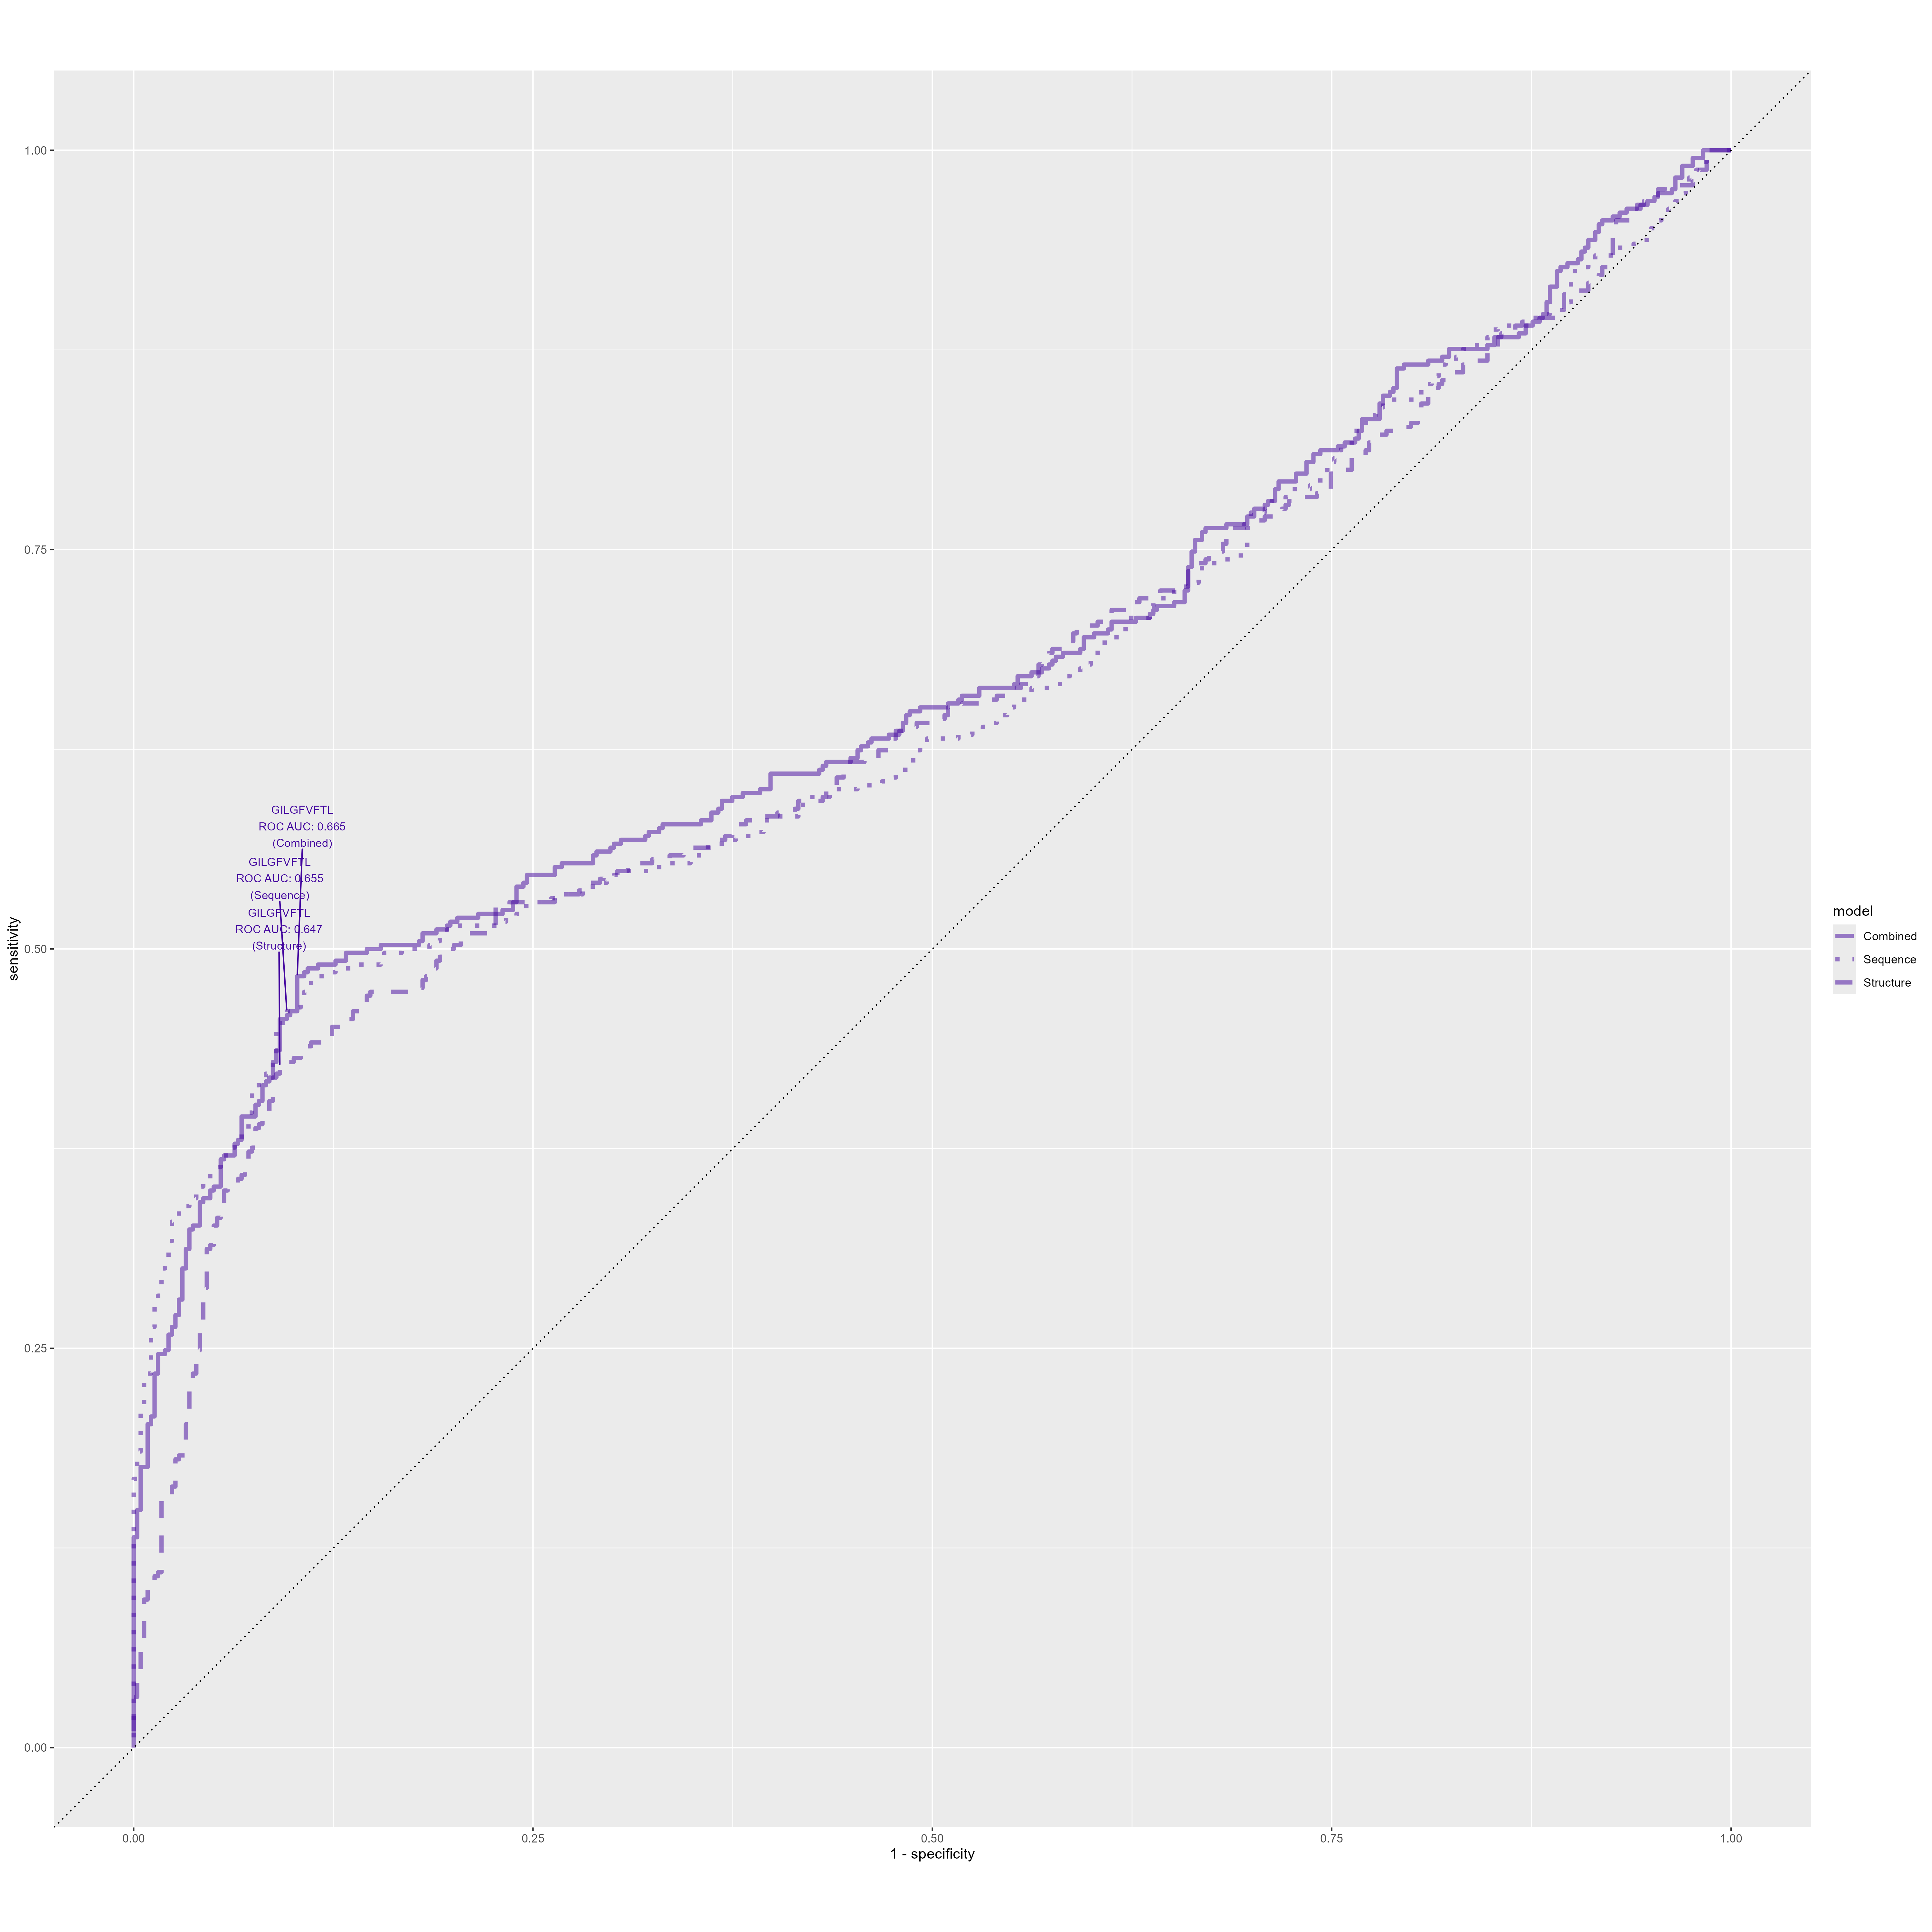 1.00
0.75
0.50
0.25
0.00
sensitivity
GILGFVFTL
ROC AUC: 0.665
(Combined)
GILGFVFTL
ROC AUC: 0.655
(Sequence)
GILGFVFTL
ROC AUC: 0.647
(Structure)
0.00
0.25
0.50
0.75
1.00
1 - specificity
model
Combined
Sequence
Structure